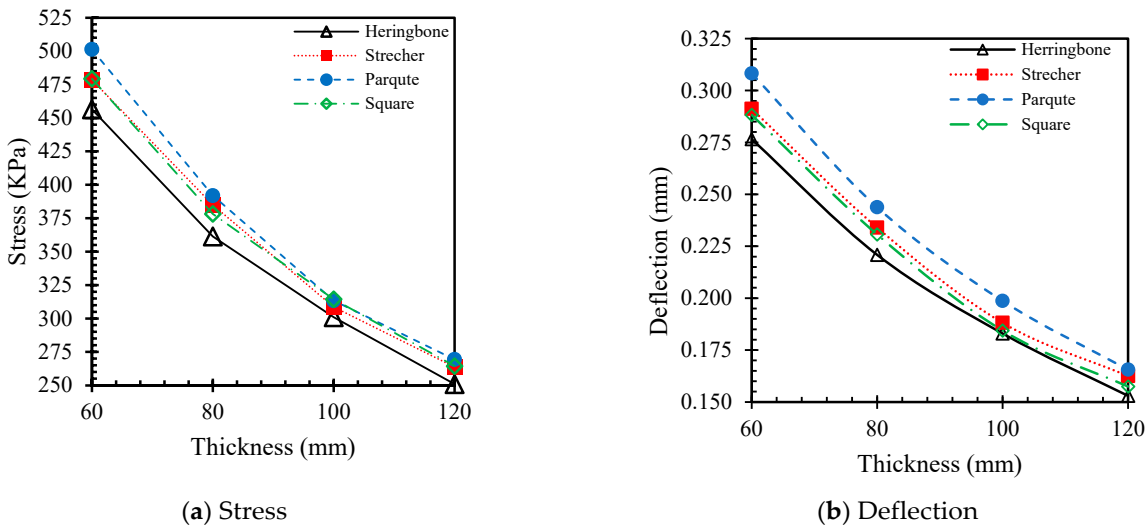 Stress (KPa)
525
500
475
450
425
400
375
350
325
300
275
250
60
80
100
120
Thickness (mm)
Heringbone
Strecher
Parqute
Square
(a) Stress
Deflection (mm)
0.325
0.300
0.275
0.250
0.225
0.200
0.175
0.150
60
80
100
120
Thickness (mm)
Herringbone
Strecher
Parqute
Square
(b) Deflection